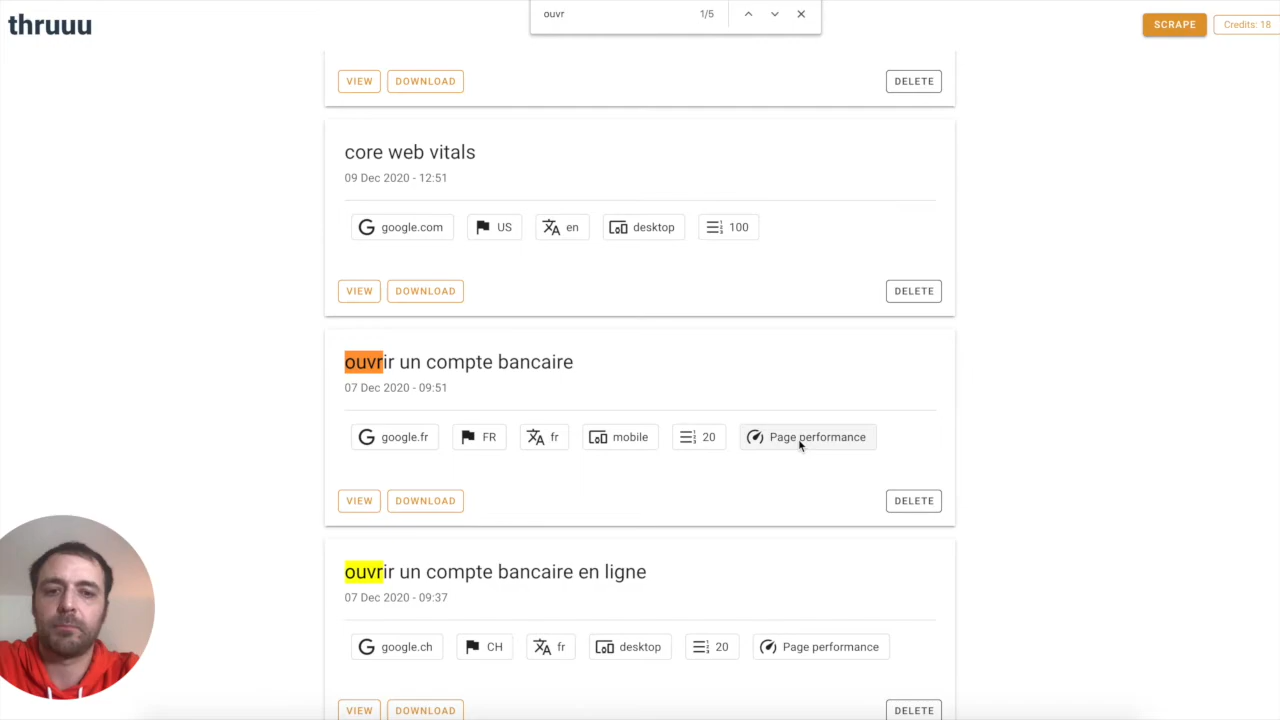 thruuu
ouvr 1/5
SCRAPE Credits: 18
VIEW DOWNLOAD DELETE
core web vitals
09 Dec 2020 - 12:51
google.com US en desktop 100
VIEW DOWNLOAD DELETE
ouvrir un compte bancaire
07 Dec 2020 - 09:51
google.fr FR fr mobile 20 Page performance
VIEW DOWNLOAD DELETE
ouvrir un compte bancaire en ligne
07 Dec 2020 - 09:37
google.ch CH fr desktop 20 Page performance
VIEW DOWNLOAD DELETE